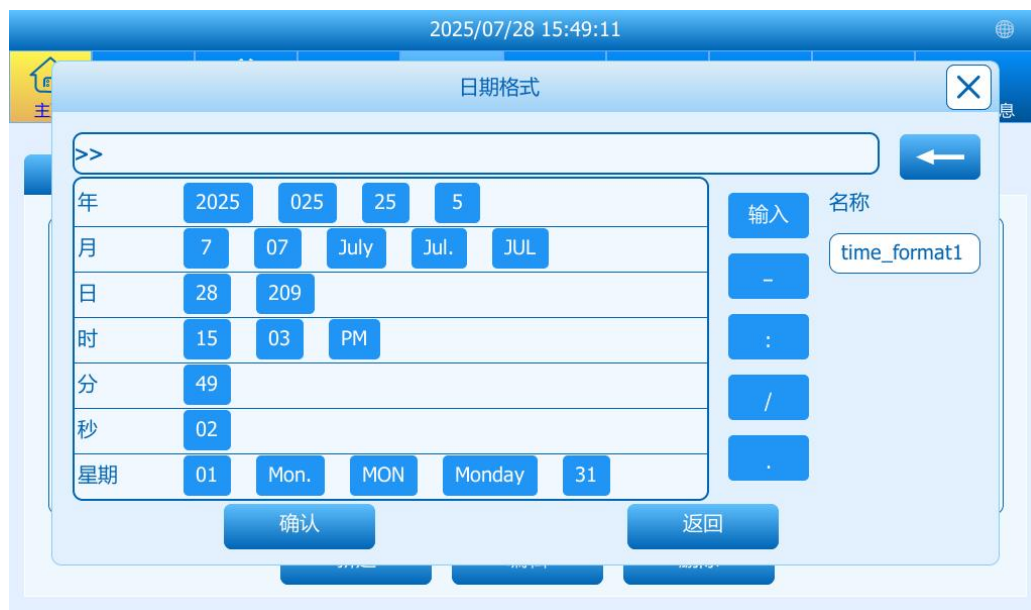 2025/07/28 15:49:11
主
息
日期格式
>>
年 2025 025 25 5
月 7 07 July Jul. JUL
日 28 209
时 15 03 PM
分 49
秒 02
星期 01 Mon. MON Monday 31
输入
-
:
/
.
名称
time_format1
确认 返回